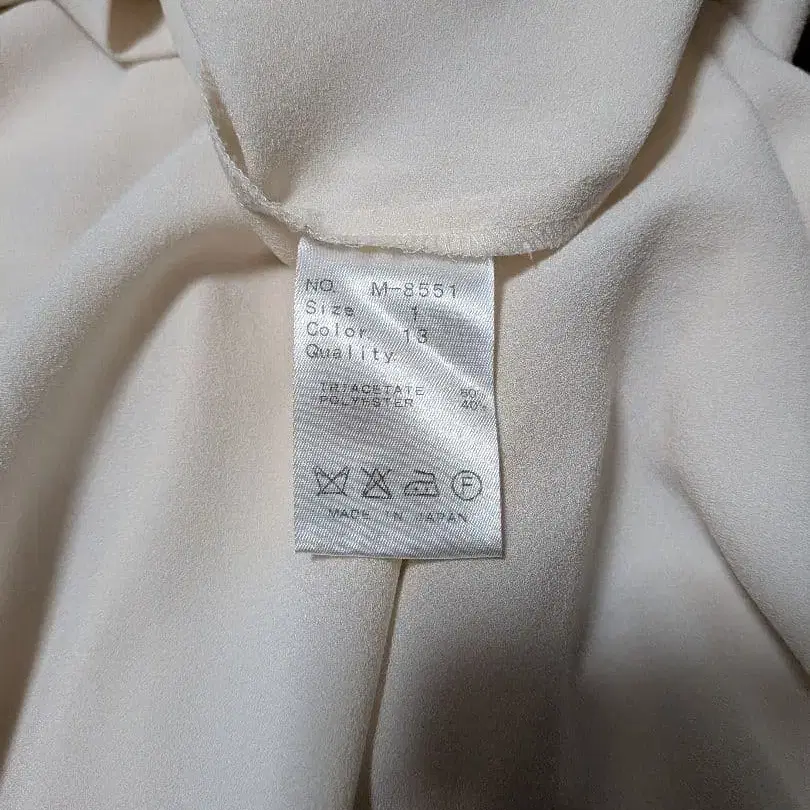 NO. M-8551
Size 1
Color. 13
Quality.
TRIACETATE 60%
POLYESTER 40%
F
MADE IN JAPAN